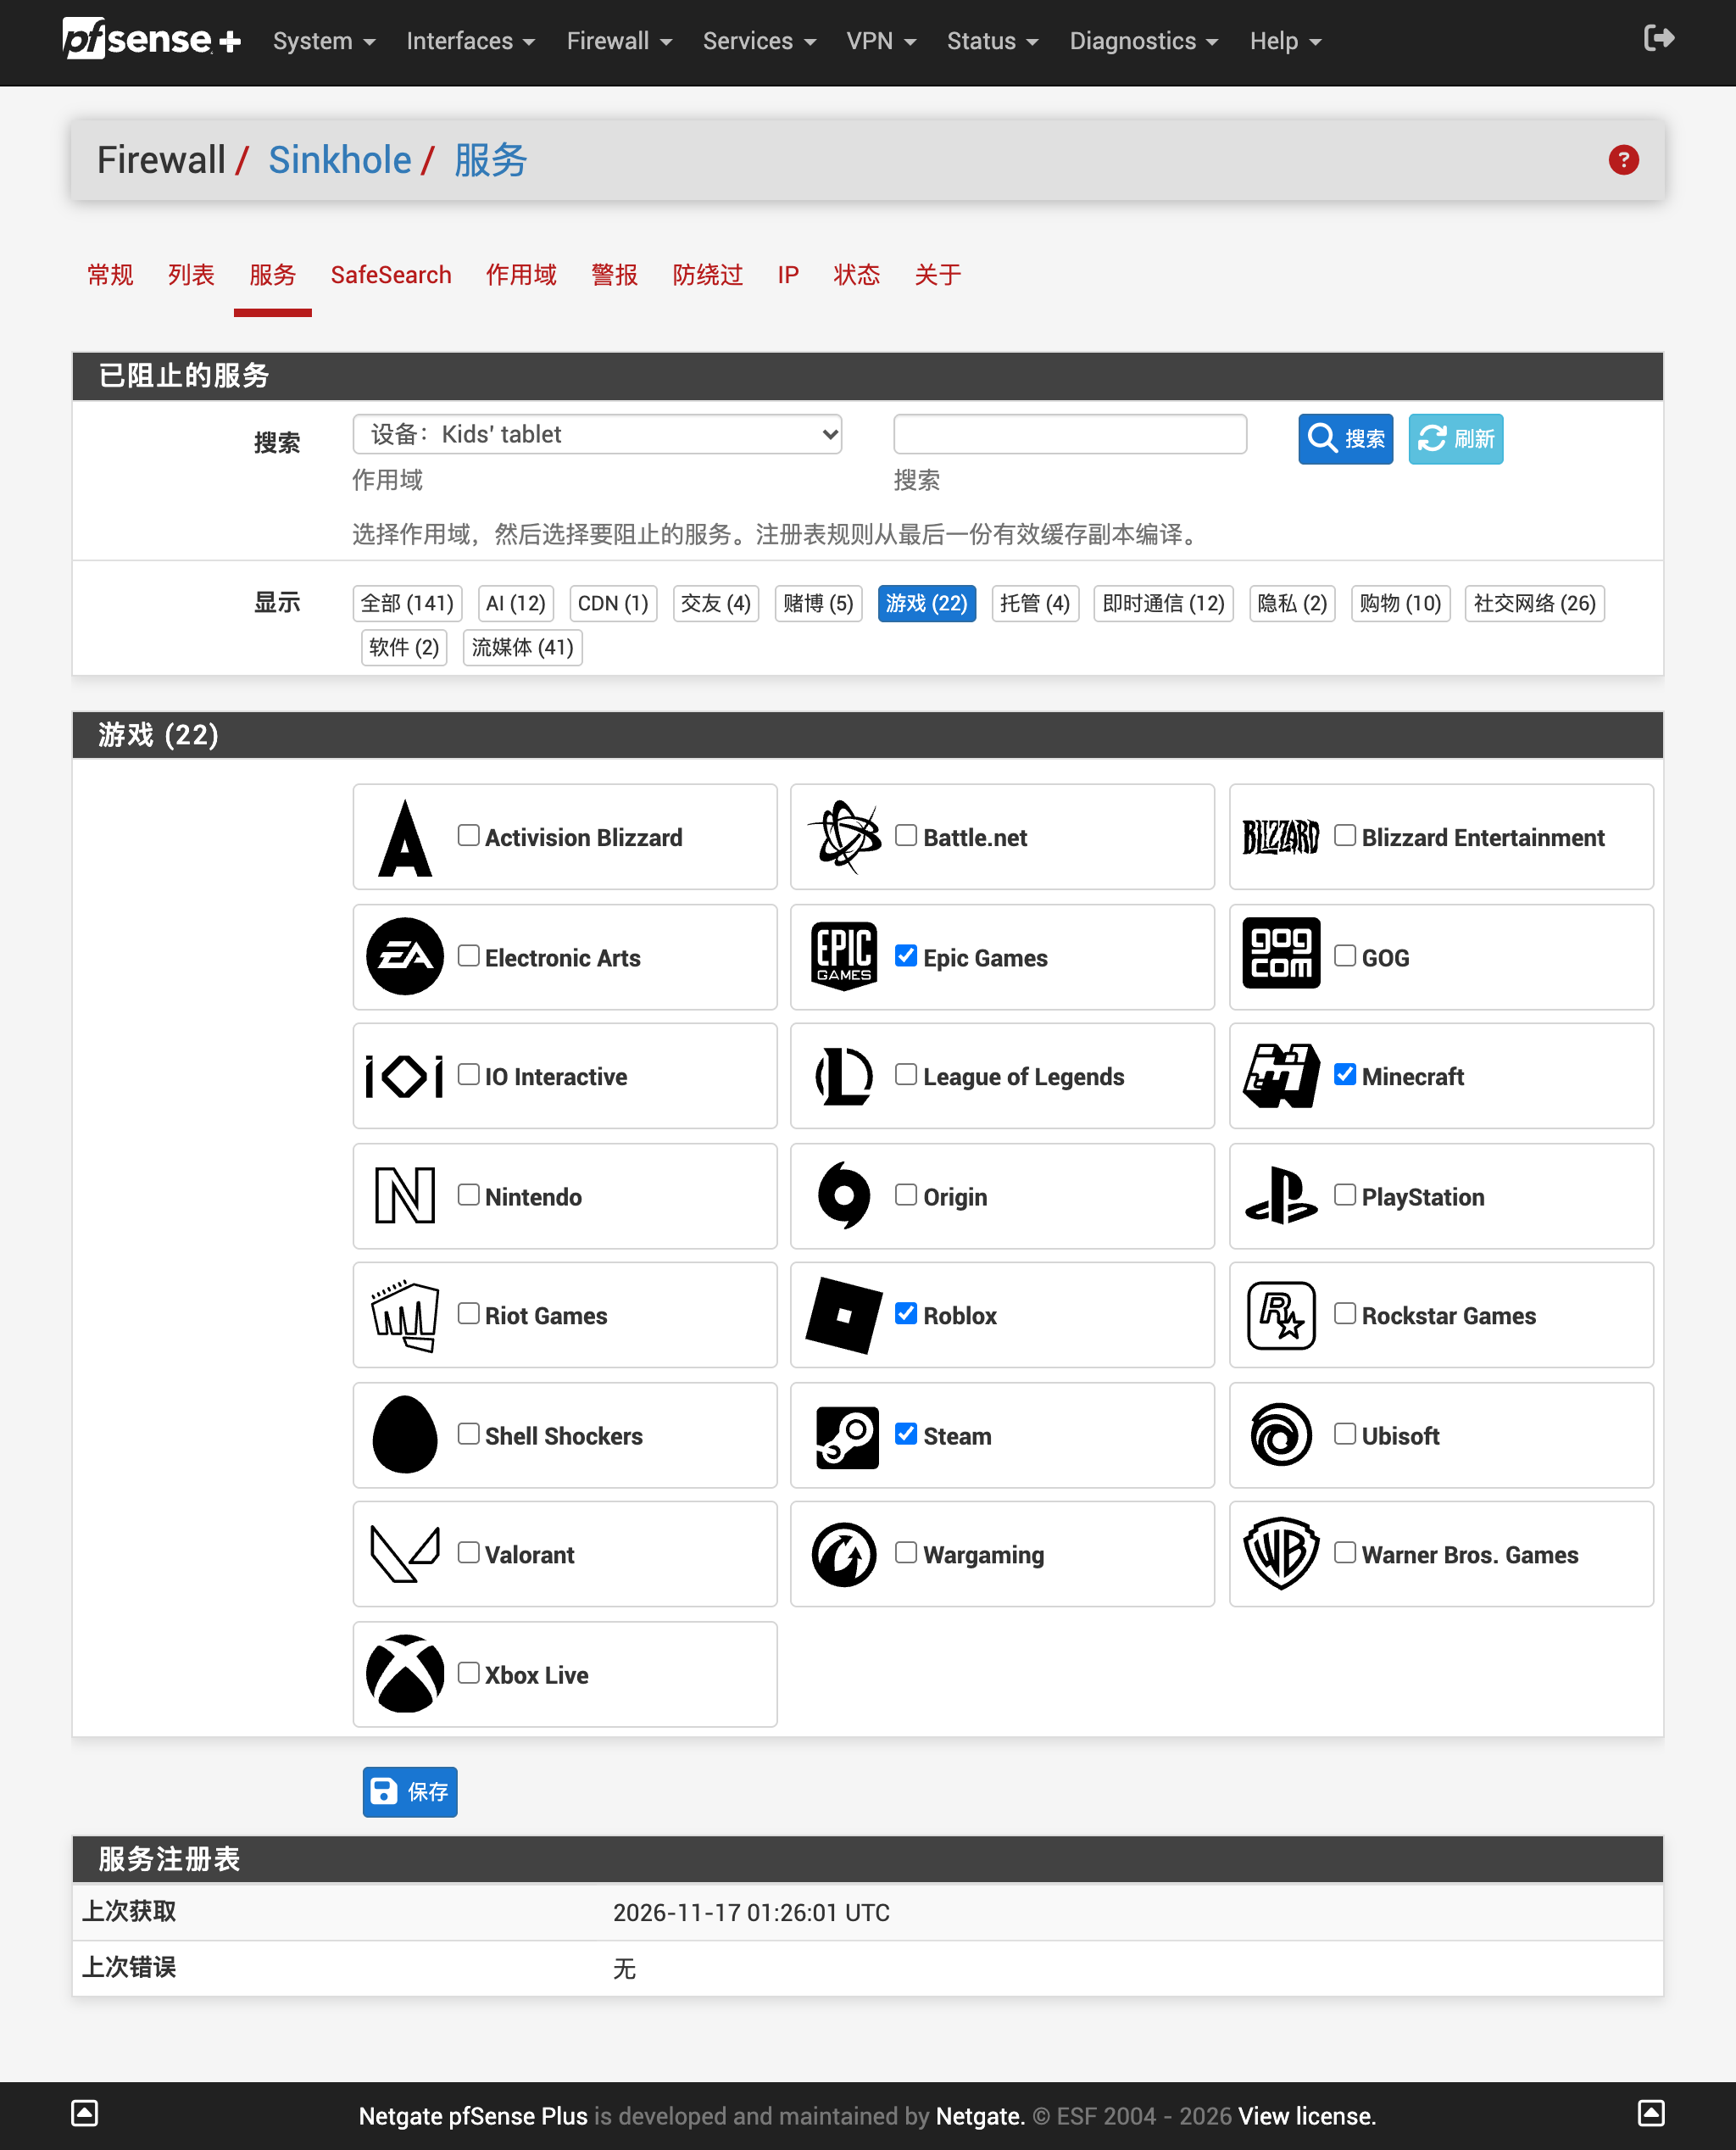 pfsense+ System Interfaces Firewall Services VPN Status Diagnostics Help
Firewall / Sinkhole / 服务 ?
常规 列表 服务 SafeSearch 作用域 警报 防绕过 IP 状态 关于
已阻止的服务
搜索 设备：Kids' tablet 搜索 刷新
作用域 搜索
选择作用域，然后选择要阻止的服务。注册表规则从最后一份有效缓存副本编译。
显示 全部 (141) AI (12) CDN (1) 交友 (4) 赌博 (5) 游戏 (22) 托管 (4) 即时通信 (12) 隐私 (2) 购物 (10) 社交网络 (26)
软件 (2) 流媒体 (41)
游戏 (22)
Activision Blizzard Battle.net BLIZZARD Blizzard Entertainment
EA Electronic Arts EPIC GAMES Epic Games gog com GOG
iOi IO Interactive L League of Legends Minecraft
N Nintendo Origin PlayStation
Riot Games Roblox R Rockstar Games
Shell Shockers Steam Ubisoft
Valorant Wargaming WB Warner Bros. Games
Xbox Live
保存
服务注册表
上次获取 2026-11-17 01:26:01 UTC
上次错误 无
Netgate pfSense Plus is developed and maintained by Netgate. © ESF 2004 - 2026 View license.